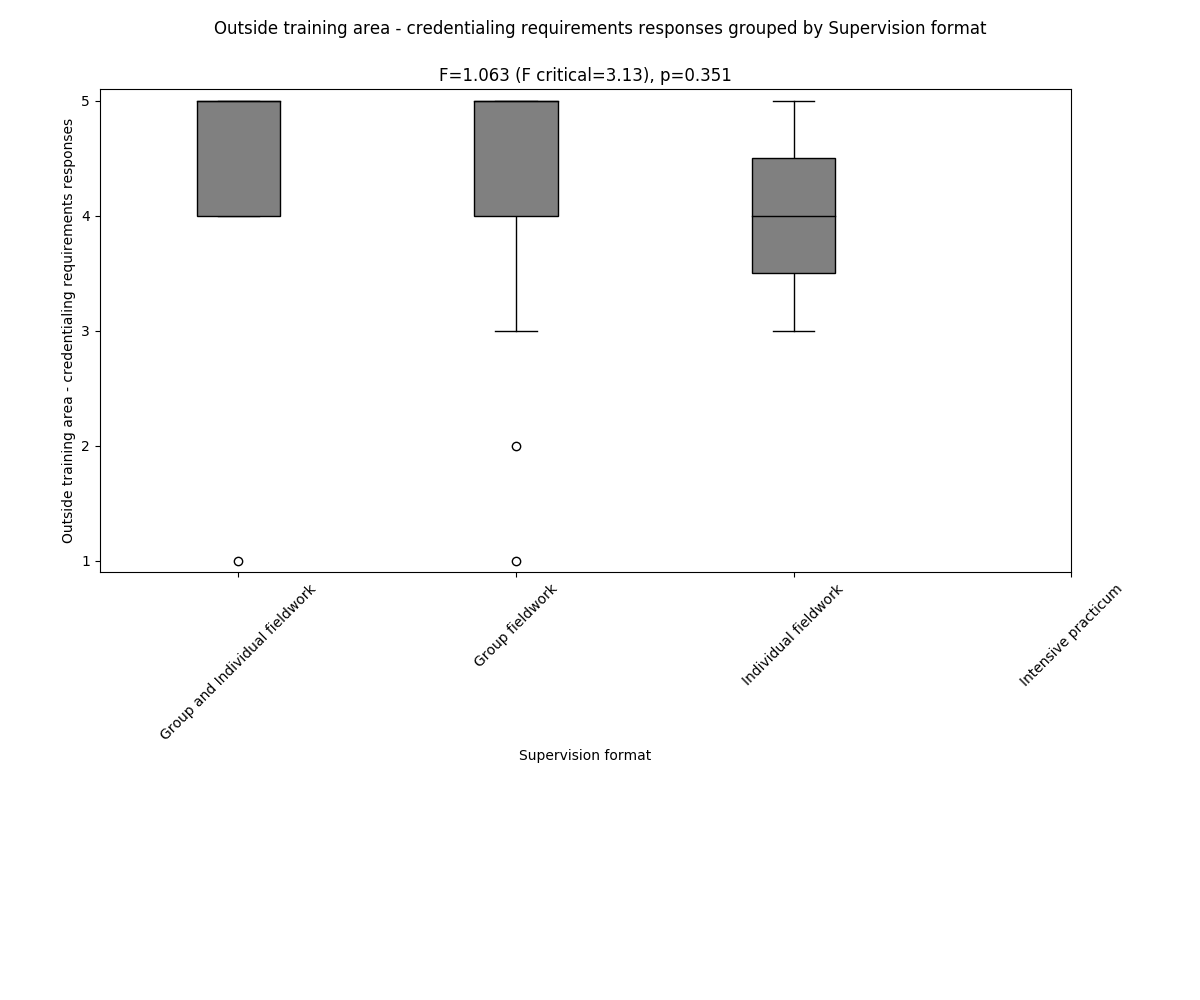 Outside training area - credentialing requirements responses grouped by Supervision format
F=1.063 (F critical=3.13), p=0.351
Outside training area - credentialing requirements responses
5
4
3
2
1
Group and Individual fieldwork
Group fieldwork
Individual fieldwork
Intensive practicum
Supervision format